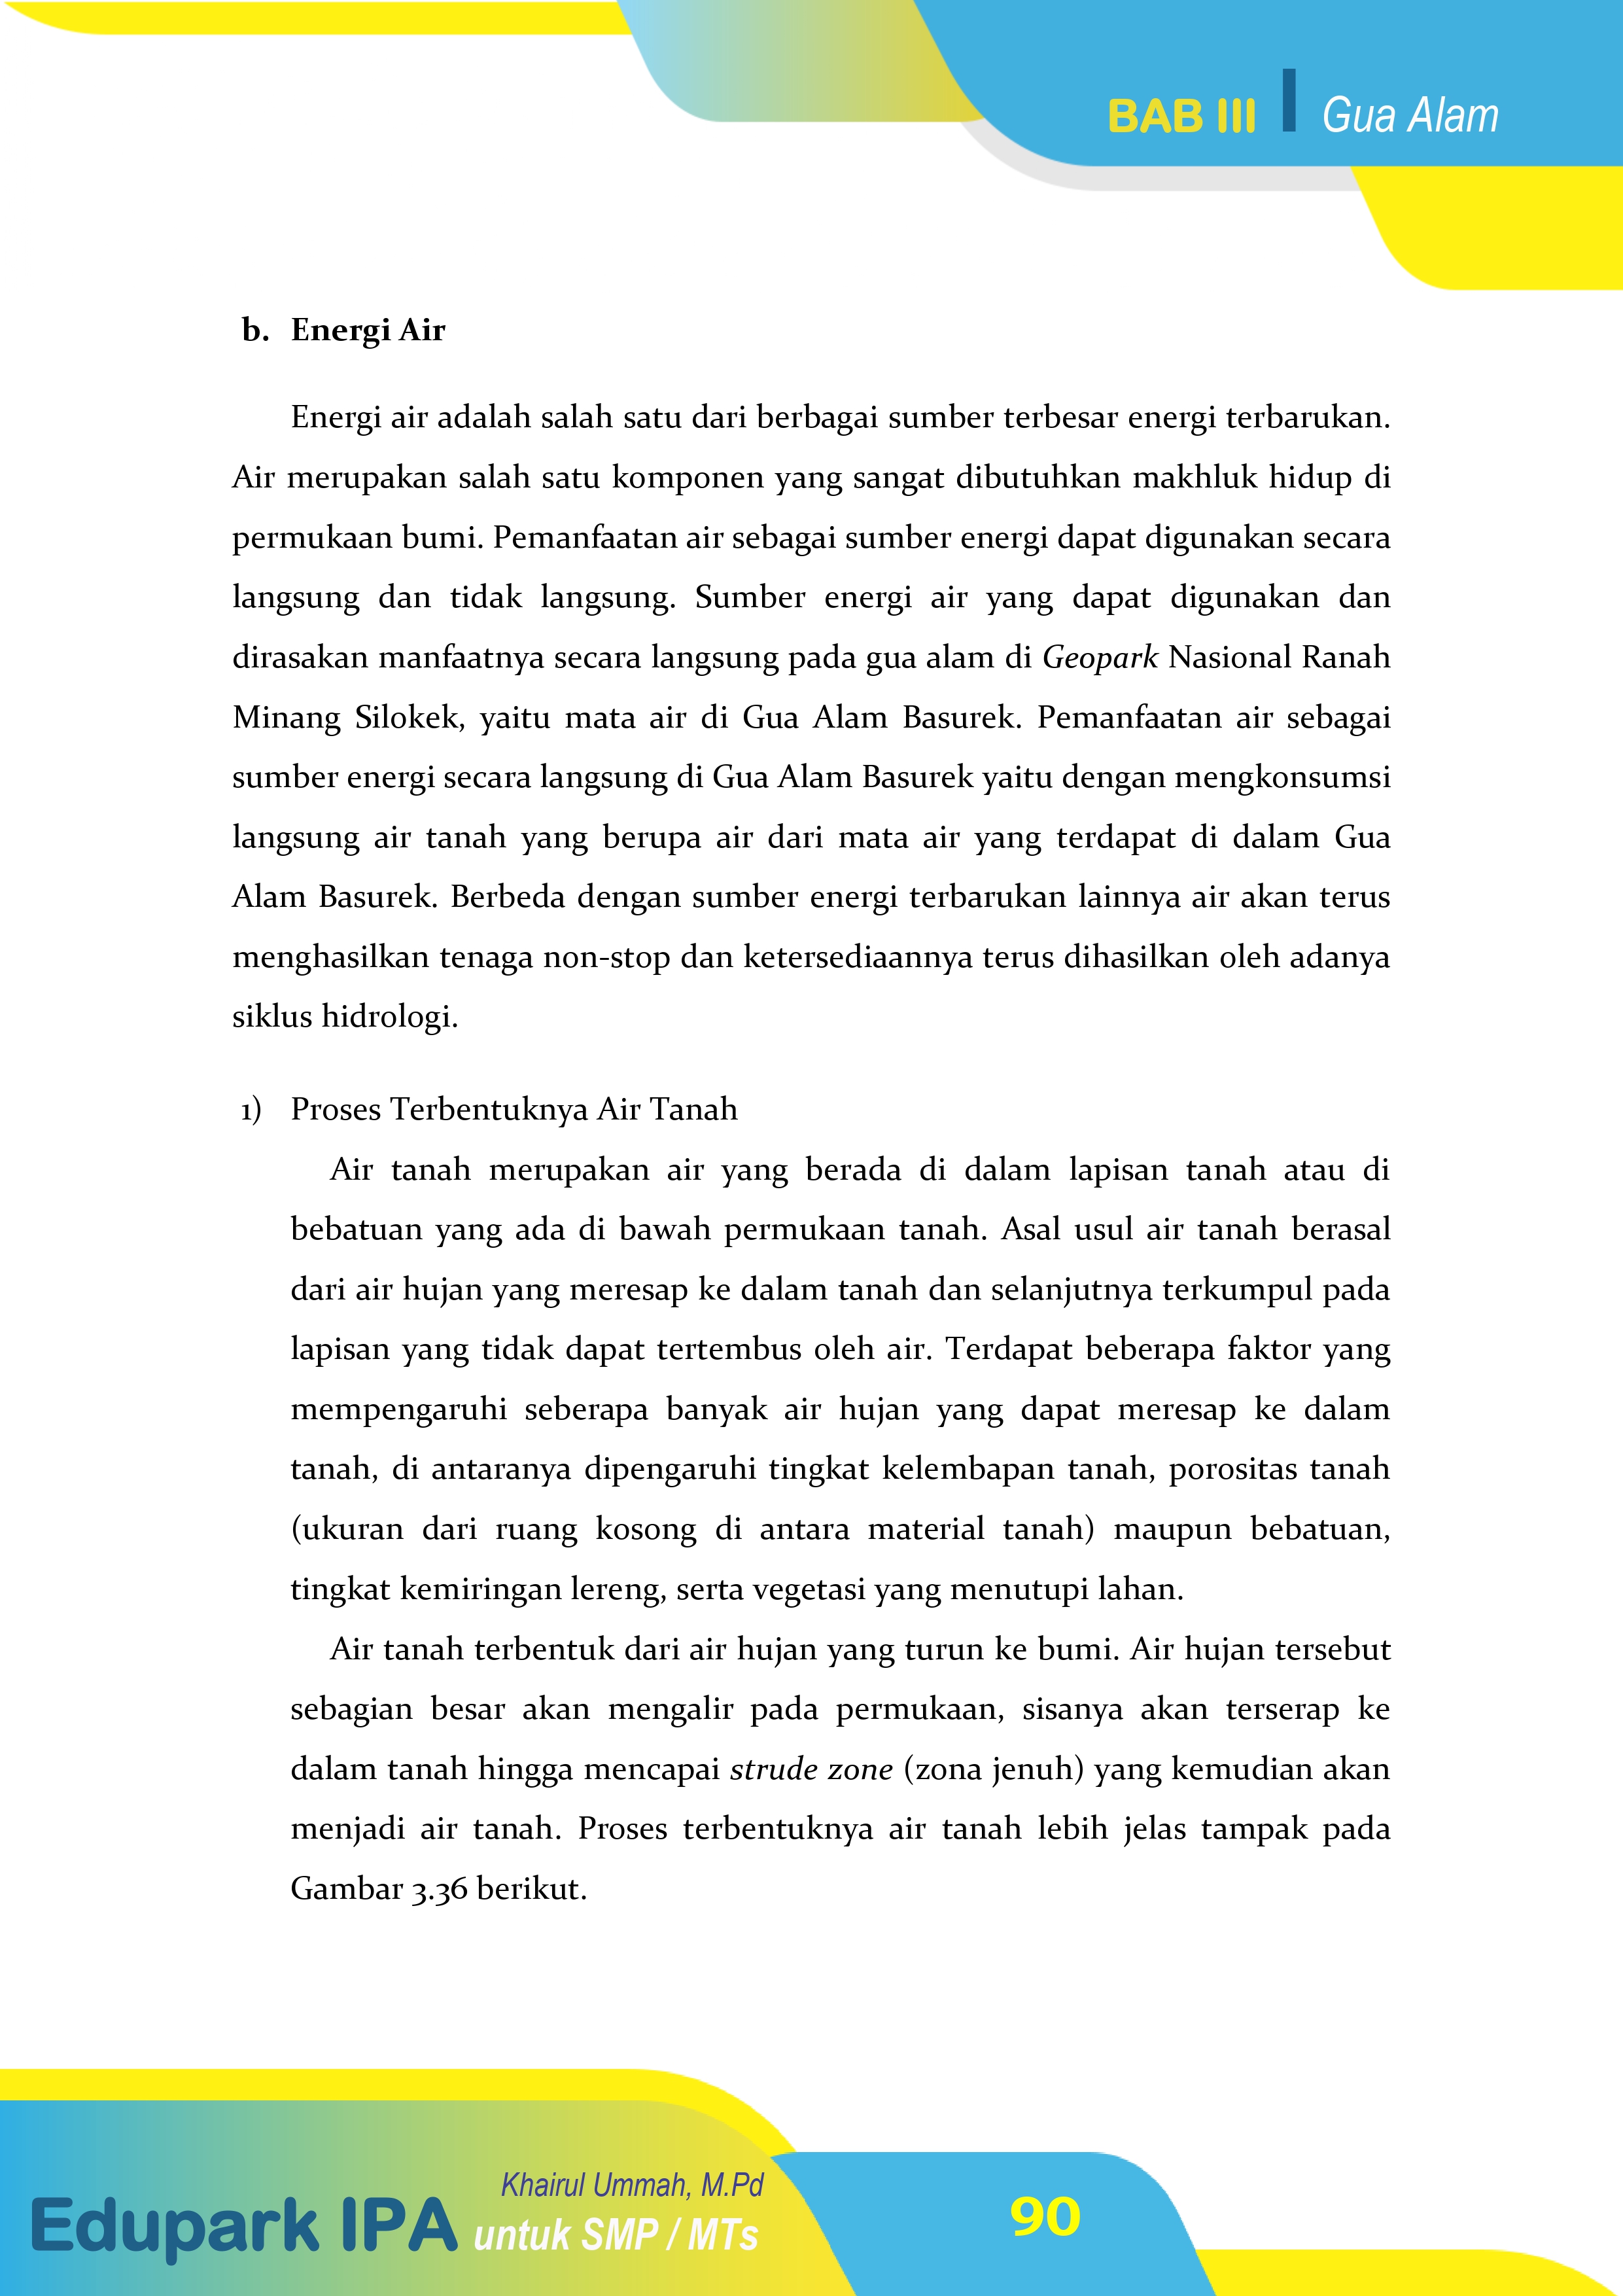 BAB III | Gua Alam
b. Energi Air
Energi air adalah salah satu dari berbagai sumber terbesar energi terbarukan.
Air merupakan salah satu komponen yang sangat dibutuhkan makhluk hidup di
permukaan bumi. Pemanfaatan air sebagai sumber energi dapat digunakan secara
langsung dan tidak langsung. Sumber energi air yang dapat digunakan dan
dirasakan manfaatnya secara langsung pada gua alam di Geopark Nasional Ranah
Minang Silokek, yaitu mata air di Gua Alam Basurek. Pemanfaatan air sebagai
sumber energi secara langsung di Gua Alam Basurek yaitu dengan mengkonsumsi
langsung air tanah yang berupa air dari mata air yang terdapat di dalam Gua
Alam Basurek. Berbeda dengan sumber energi terbarukan lainnya air akan terus
menghasilkan tenaga non-stop dan ketersediaannya terus dihasilkan oleh adanya
siklus hidrologi.
1) Proses Terbentuknya Air Tanah
Air tanah merupakan air yang berada di dalam lapisan tanah atau di
bebatuan yang ada di bawah permukaan tanah. Asal usul air tanah berasal
dari air hujan yang meresap ke dalam tanah dan selanjutnya terkumpul pada
lapisan yang tidak dapat tertembus oleh air. Terdapat beberapa faktor yang
mempengaruhi seberapa banyak air hujan yang dapat meresap ke dalam
tanah, di antaranya dipengaruhi tingkat kelembapan tanah, porositas tanah
(ukuran dari ruang kosong di antara material tanah) maupun bebatuan,
tingkat kemiringan lereng, serta vegetasi yang menutupi lahan.
Air tanah terbentuk dari air hujan yang turun ke bumi. Air hujan tersebut
sebagian besar akan mengalir pada permukaan, sisanya akan terserap ke
dalam tanah hingga mencapai strude zone (zona jenuh) yang kemudian akan
menjadi air tanah. Proses terbentuknya air tanah lebih jelas tampak pada
Gambar 3.36 berikut.
Khairul Ummah, M.Pd
Edupark IPA untuk SMP / MTs
90